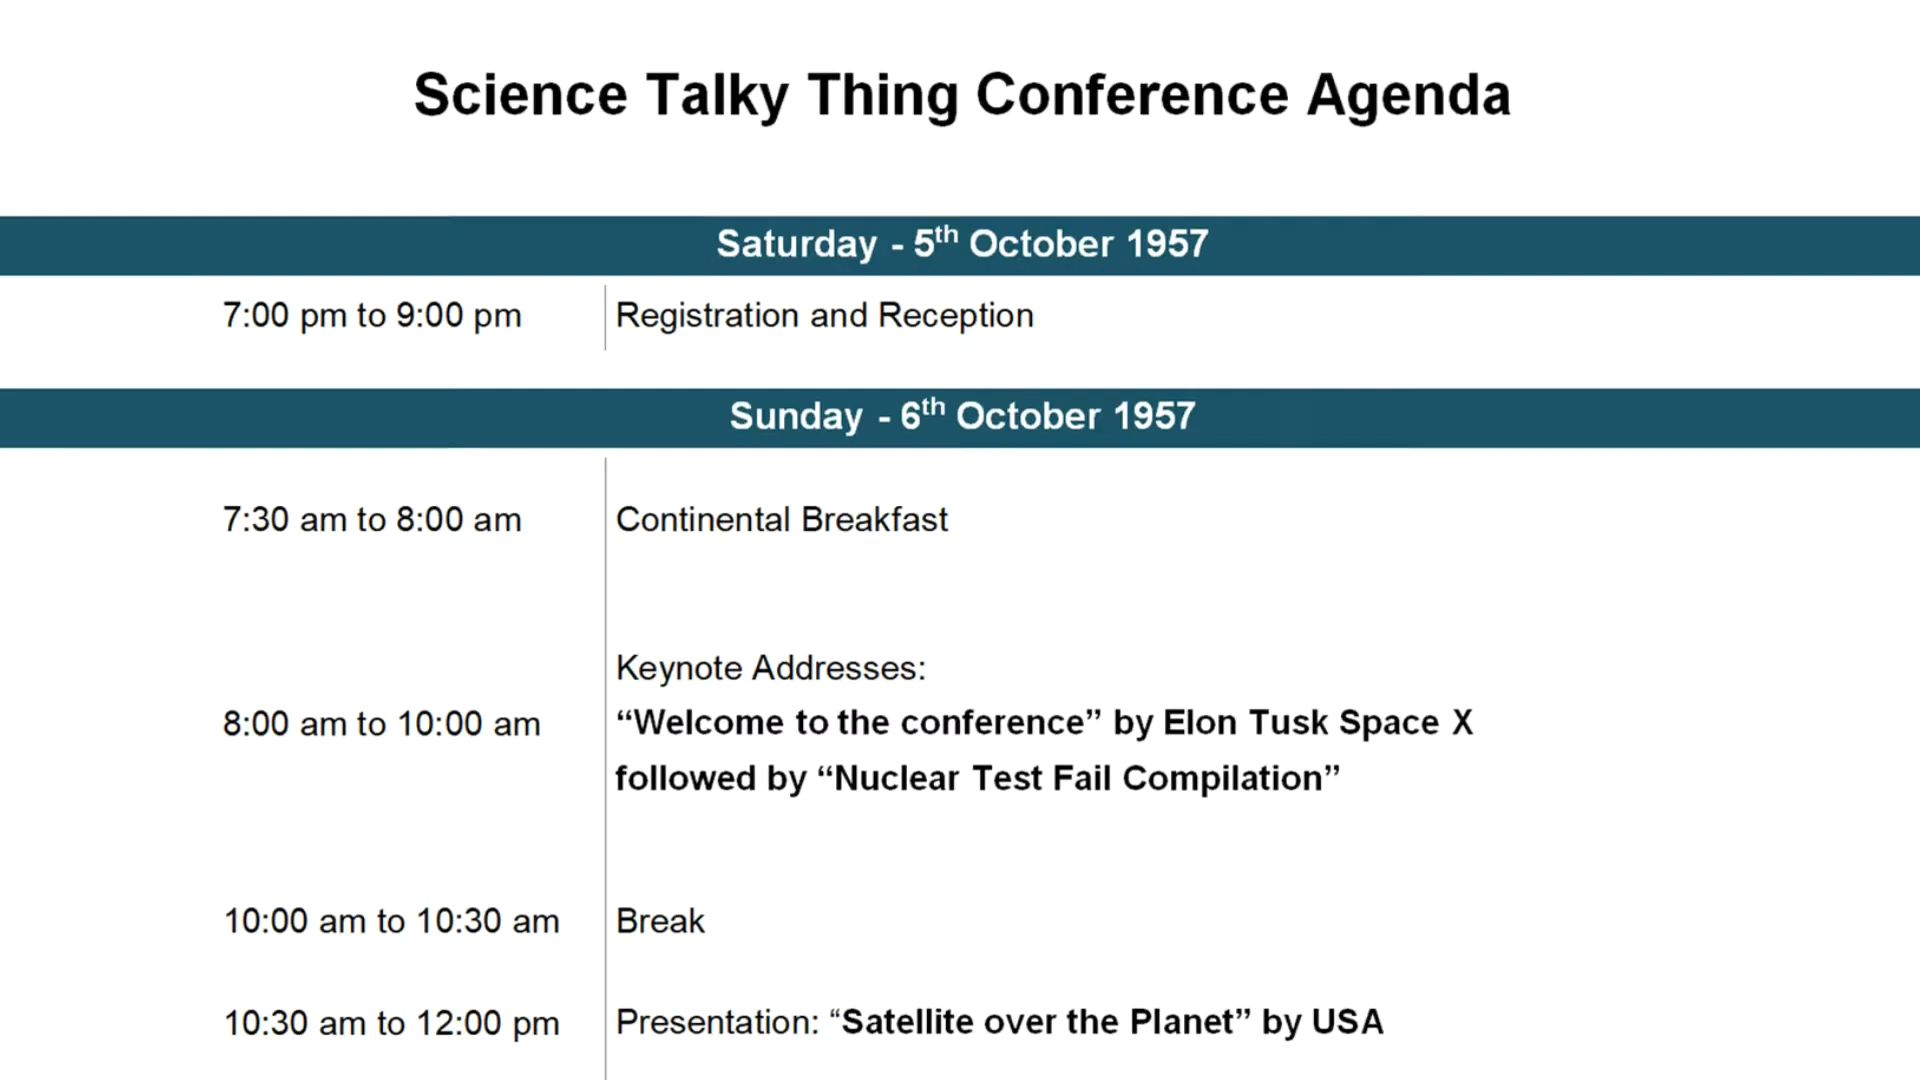 Science Talky Thing Conference Agenda
Saturday - 5th October 1957
7:00 pm to 9:00 pm Registration and Reception
Sunday - 6th October 1957
7:30 am to 8:00 am Continental Breakfast
Keynote Addresses:
8:00 am to 10:00 am “Welcome to the conference” by Elon Tusk Space X
followed by “Nuclear Test Fail Compilation”
10:00 am to 10:30 am Break
10:30 am to 12:00 pm Presentation: “Satellite over the Planet” by USA